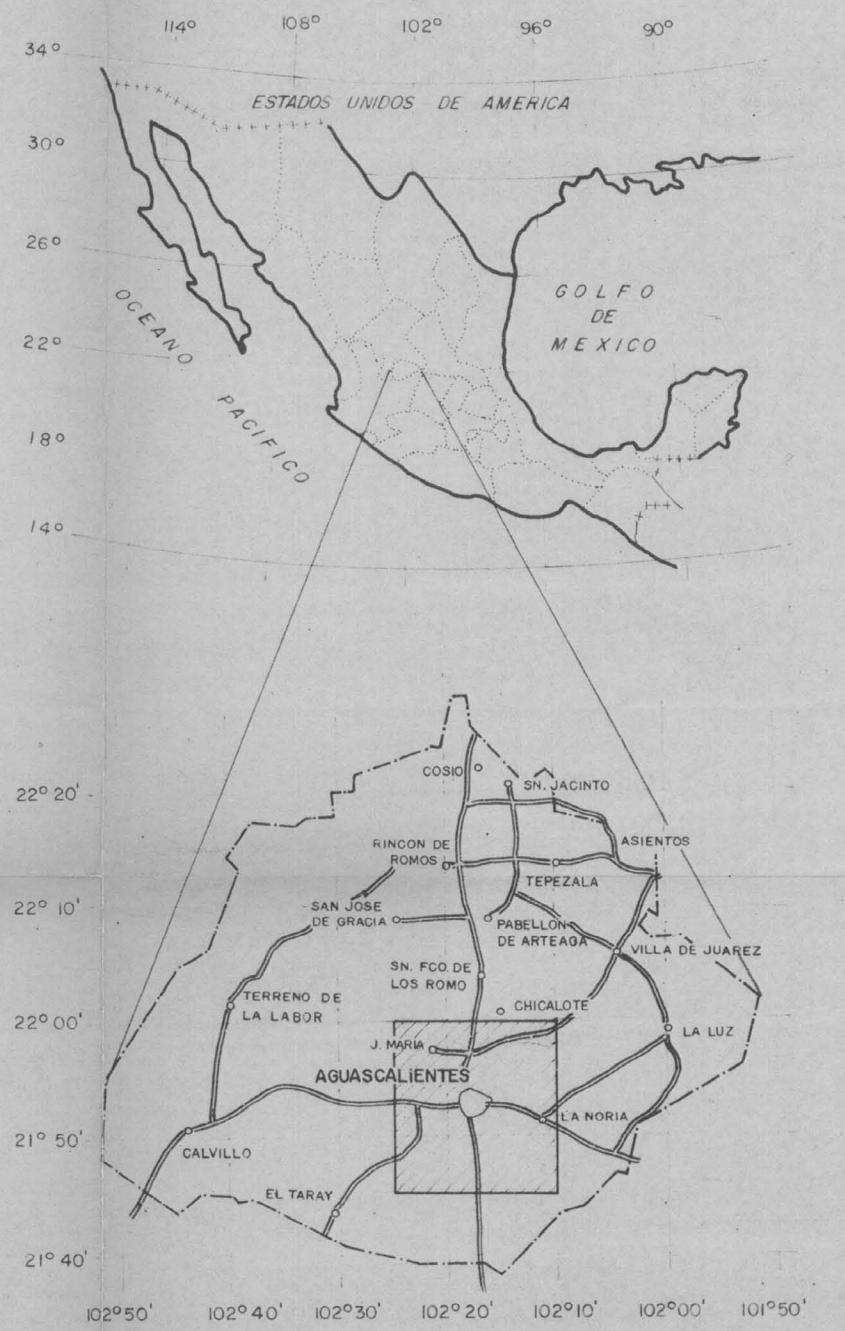 114° 108° 102° 96° 90°
34°
ESTADOS UNIDOS DE AMERICA
30°
26°
GOLFO
DE
MEXICO
OCEANO PACIFICO
22°
18°
14°
COSIO
SN. JACINTO
22° 20'
ASIENTOS
RINCON DE
ROMOS
TEPEZALA
SAN JOSE
DE GRACIA
22° 10'
PABELLON
DE ARTEAGA
VILLA DE JUAREZ
SN. FCO. DE
LOS ROMO
TERRENO DE
LA LABOR
CHICALOTE
22° 00'
LA LUZ
J. MARIA
AGUASCALIENTES
LA NORIA
21° 50'
CALVILLO
EL TARAY
21° 40'
102°50' 102°40' 102°30' 102°20' 102°10' 102°00' 101°50'